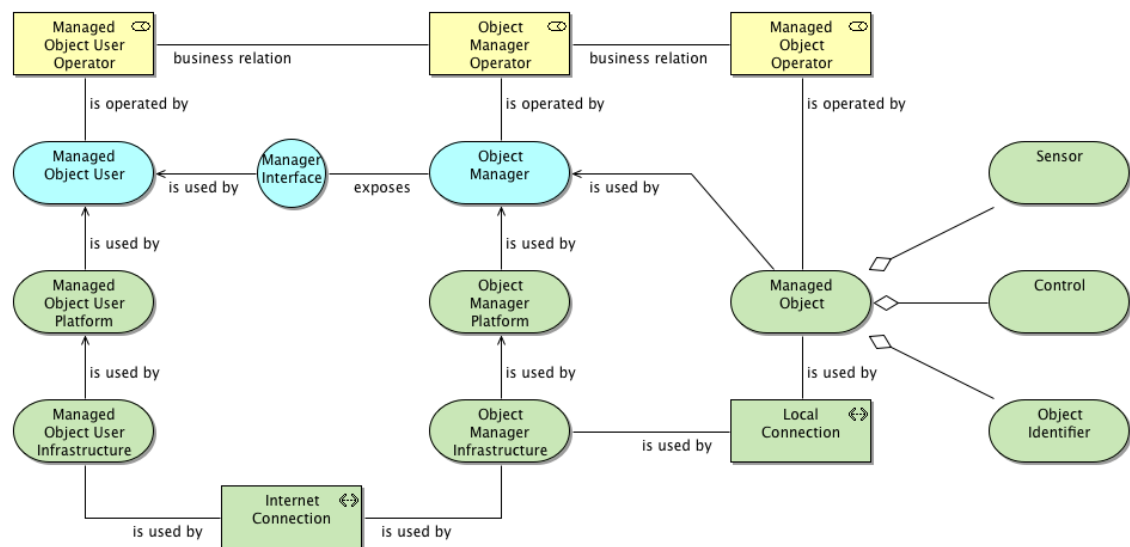 Managed
Object User
Operator
business relation
Object
Manager
Operator
business relation
Managed
Object
Operator
is operated by
is operated by
is operated by
Managed
Object User
is used by
Manager
Interface
exposes
Object
Manager
is used by
Sensor
is used by
is used by
Managed
Object User
Platform
Object
Manager
Platform
Managed
Object
Control
is used by
is used by
is used by
Managed
Object User
Infrastructure
Object
Manager
Infrastructure
is used by
Local
Connection
Object
Identifier
is used by
Internet
Connection
is used by